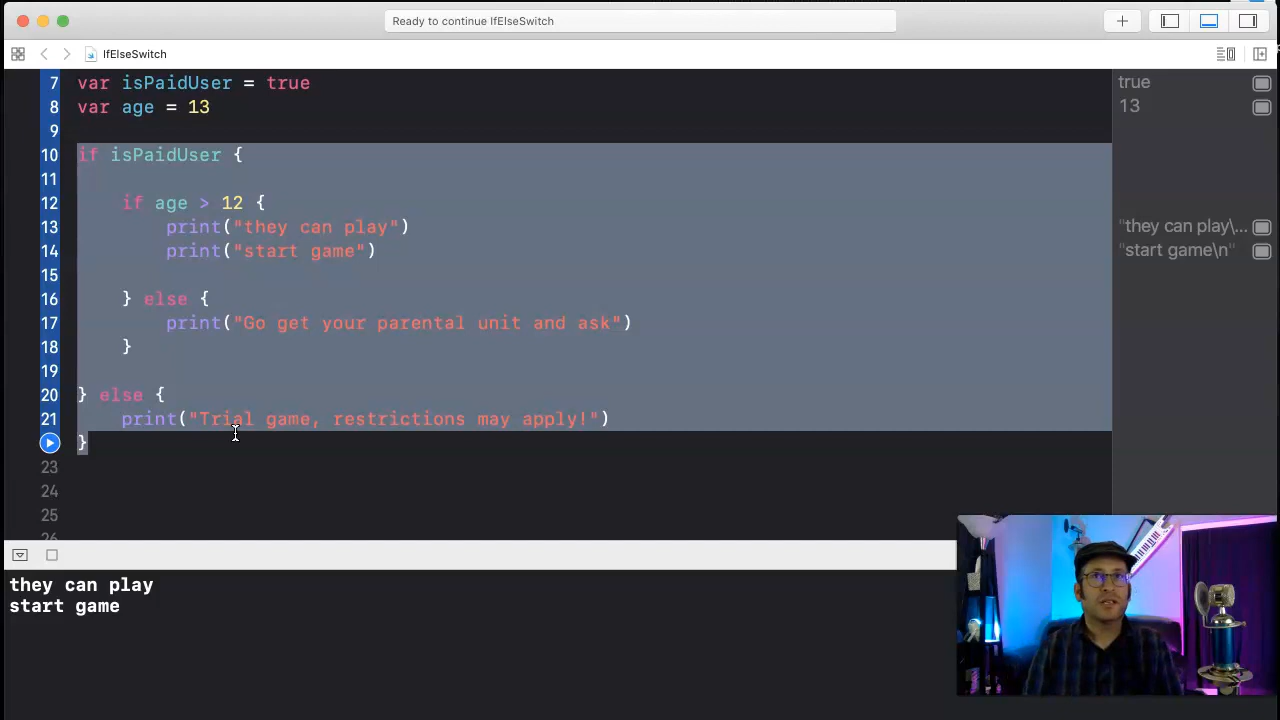 Ready to continue IfElseSwitch
IfElseSwitch
7 var isPaidUser = true
true
8 var age = 13
13
9
10 if isPaidUser {
11
12 if age > 12 {
13 print("they can play")
"they can play\...
14 print("start game")
"start game\n"
15
16 } else {
17 print("Go get your parental unit and ask")
18 }
19
20 } else {
21 print("Trial game, restrictions may apply!")
}
23
24
25
26
they can play
start game